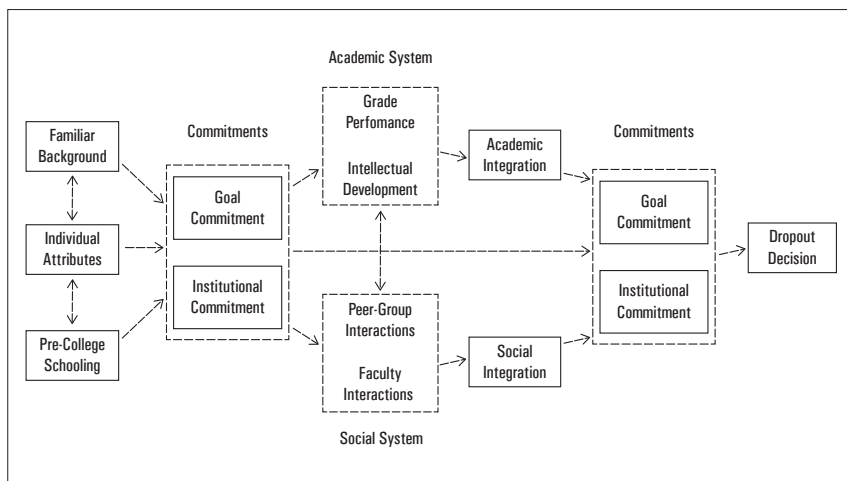 Academic System
Grade
Perfomance
Intellectual
Development
Familiar
Background
Commitments
Goal
Commitment
Institutional
Commitment
Individual
Attributes
Pre-College
Schooling
Academic
Integration
Commitments
Goal
Commitment
Institutional
Commitment
Dropout
Decision
Peer-Group
Interactions
Faculty
Interactions
Social
Integration
Social System